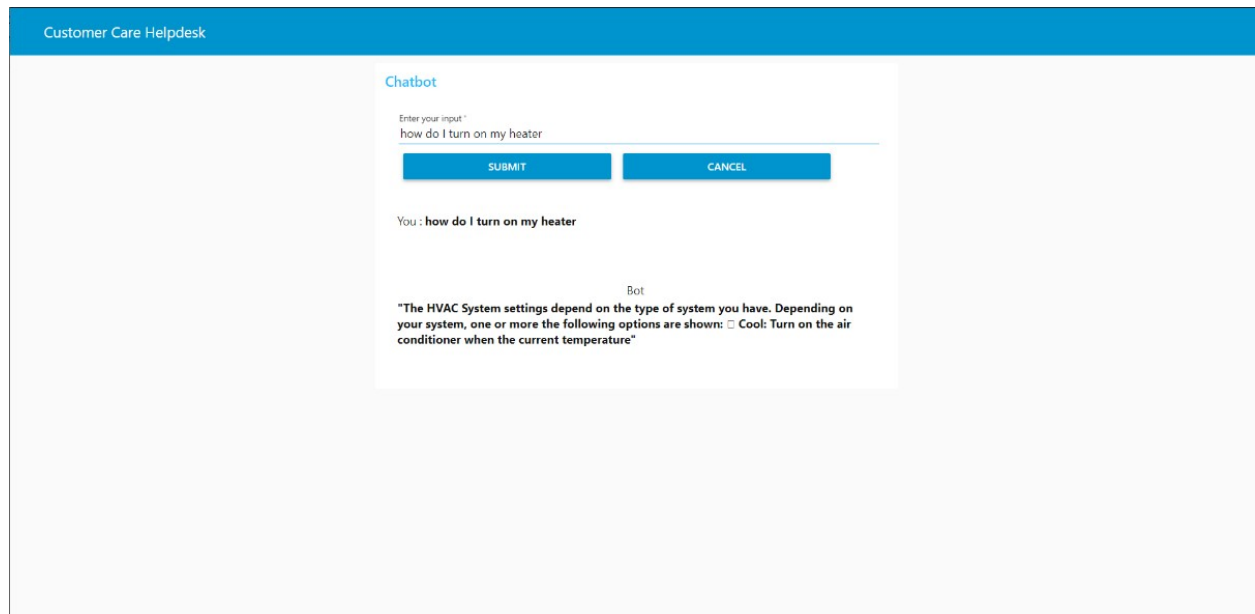 Customer Care Helpdesk
Chatbot
Enter your input *
how do I turn on my heater
SUBMIT
CANCEL
You : how do I turn on my heater
Bot
"The HVAC System settings depend on the type of system you have. Depending on
your system, one or more the following options are shown: □ Cool: Turn on the air
conditioner when the current temperature"